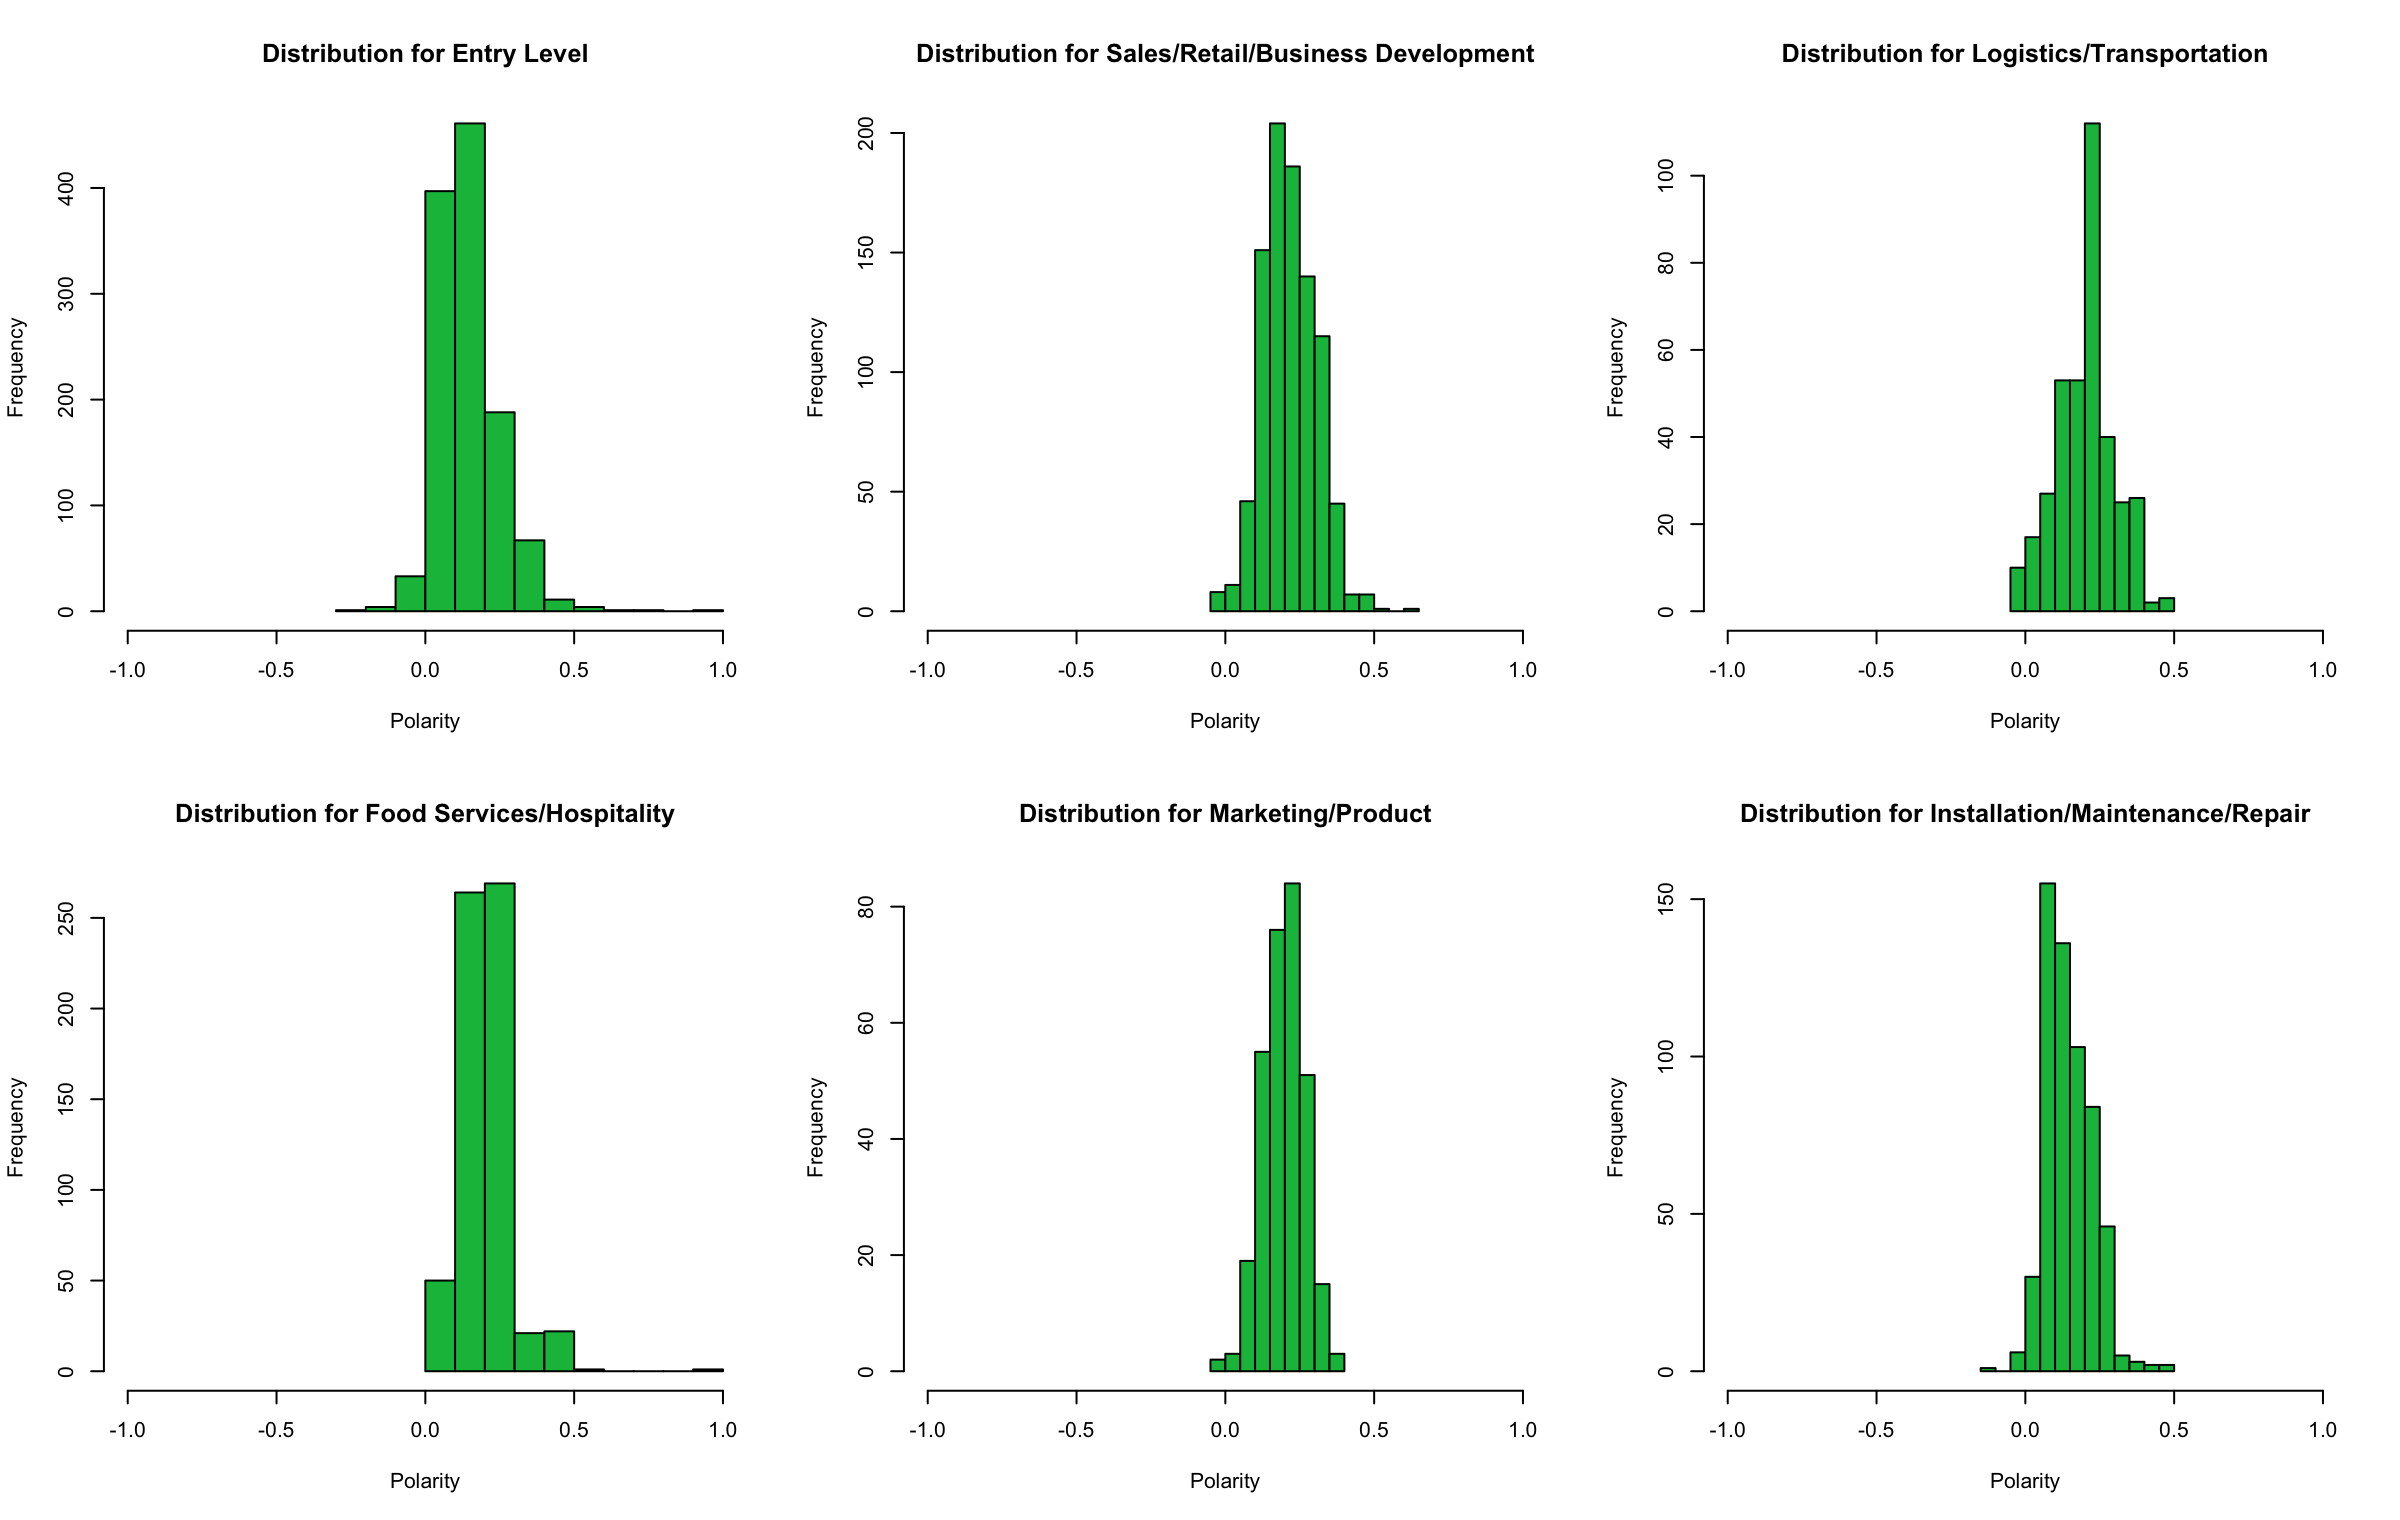 Distribution for Entry Level
Frequency
400
300
200
100
0
-1.0 -0.5 0.0 0.5 1.0
Polarity
Distribution for Sales/Retail/Business Development
Frequency
200
150
100
50
0
-1.0 -0.5 0.0 0.5 1.0
Polarity
Distribution for Logistics/Transportation
Frequency
100
80
60
40
20
0
-1.0 -0.5 0.0 0.5 1.0
Polarity
Distribution for Food Services/Hospitality
Frequency
250
200
150
100
50
0
-1.0 -0.5 0.0 0.5 1.0
Polarity
Distribution for Marketing/Product
Frequency
80
60
40
20
0
-1.0 -0.5 0.0 0.5 1.0
Polarity
Distribution for Installation/Maintenance/Repair
Frequency
150
100
50
0
-1.0 -0.5 0.0 0.5 1.0
Polarity